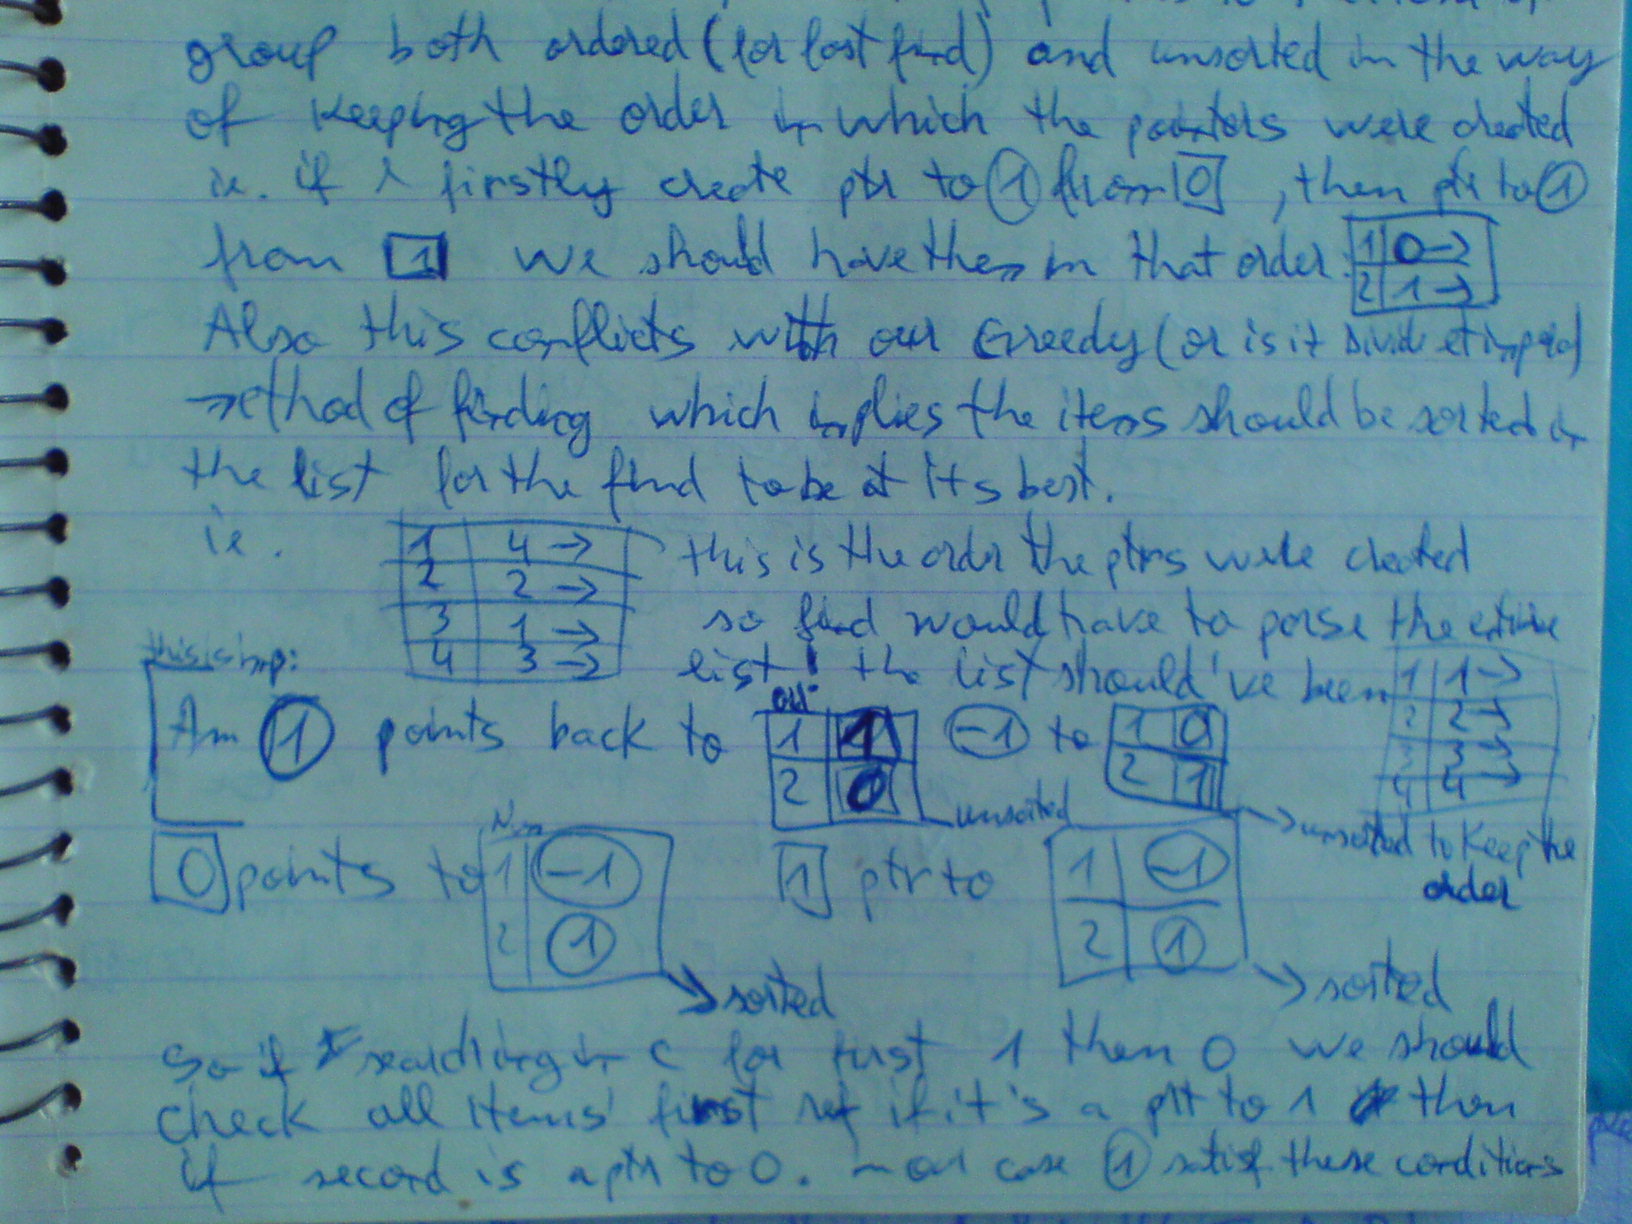 group both ordered (for fast find) and unsorted in the way
of keeping the order in which the pointers were created
ie. if I firstly create ptr to 1 from 0, then ptr to 1
from 1 we should have them in that order
1 0→
2 1→
Also this conflicts with our Greedy (or is it divide et impera)
method of finding which implies the items should be sorted in
the list for the find to be at its best.
ie.
1 4→
2 2→
3 1→
4 3→
this is the order the ptrs were created
so find would have to parse the entire
list! the list should've been
1 1→
2 2→
3 3→
4 4→
this is imp:
1 points back to
1 1
2 0
unsorted
-1 to
1 0
2 1
→unsorted to keep the
order
0 points to
1 -1
2 1
→sorted
1 ptr to
1 -1
2 1
→sorted
So if searching in C for first 1 then 0 we should
check all items' first ref if it's a ptr to 1 then
if second is a ptr to 0. our case 1 satisf these conditions